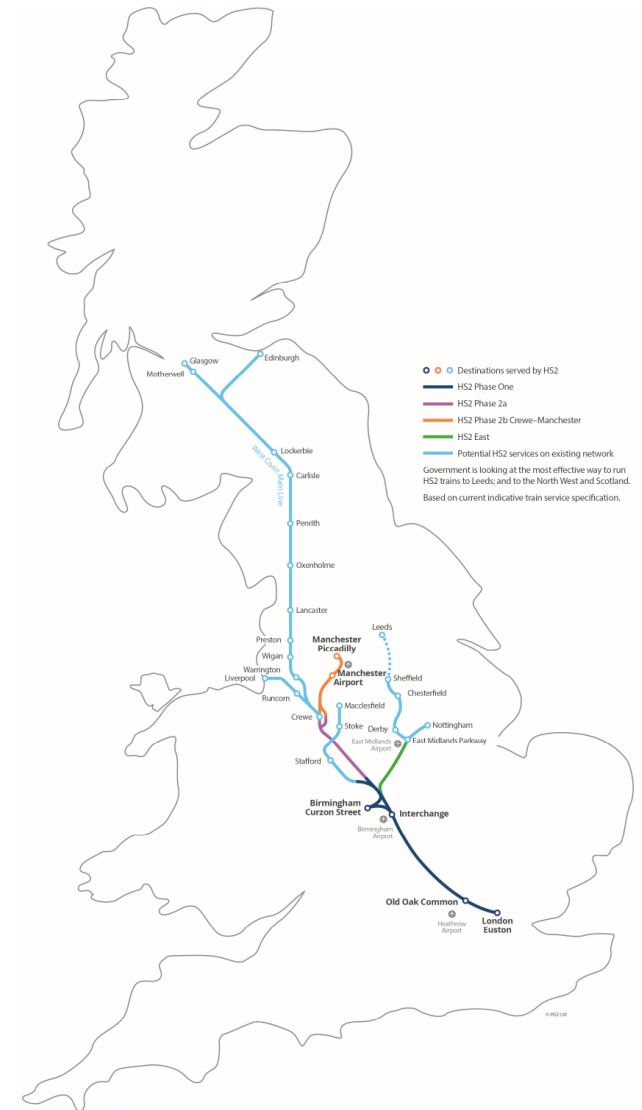 Glasgow
Edinburgh
Motherwell
Destinations served by HS2
HS2 Phase One
HS2 Phase 2a
HS2 Phase 2b Crewe–Manchester
HS2 East
Potential HS2 services on existing network
Government is looking at the most effective way to run
HS2 trains to Leeds; and to the North West and Scotland.
Based on current indicative train service specification.
Lockerbie
West Coast Main Line
Carlisle
Penrith
Oxenholme
Lancaster
Leeds
Preston
Manchester
Piccadilly
Wigan
Warrington
Manchester
Airport
Liverpool
Sheffield
Runcorn
Chesterfield
Macclesfield
Crewe
Stoke
Derby
Nottingham
East Midlands
Airport
East Midlands Parkway
Stafford
Birmingham
Curzon Street
Interchange
Birmingham
Airport
Old Oak Common
Heathrow
Airport
London
Euston
© HS2 Ltd